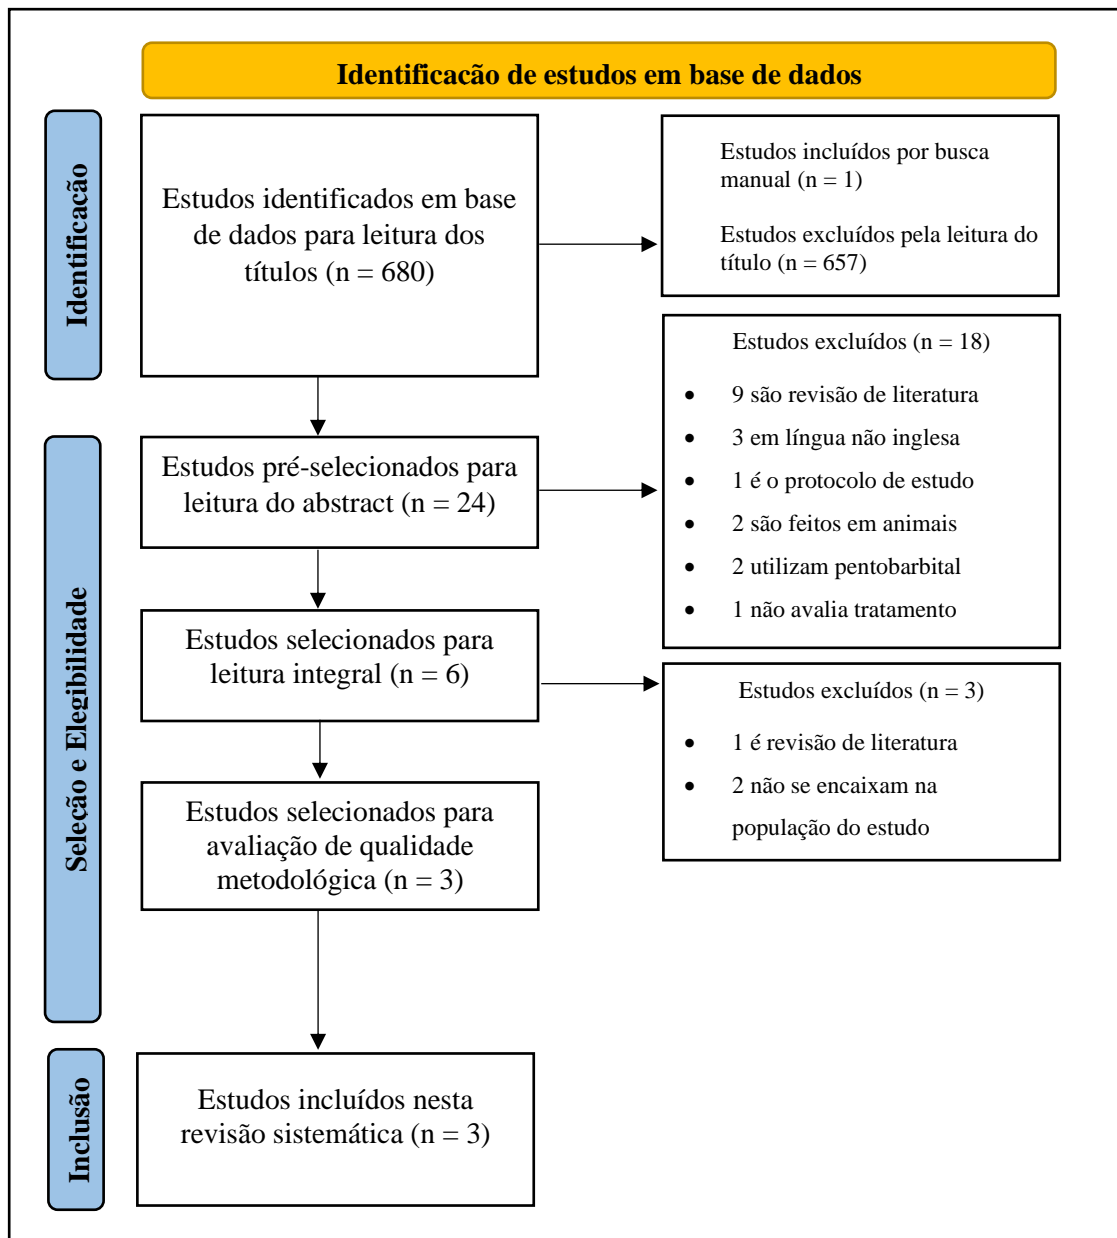 Identificacão de estudos em base de dados
Identificação
Estudos identificados em base
de dados para leitura dos
títulos (n = 680)
Estudos incluídos por busca
manual (n = 1)
Estudos excluídos pela leitura do
título (n = 657)
Seleção e Elegibilidade
Estudos pré-selecionados para
leitura do abstract (n = 24)
Estudos excluídos (n = 18)
• 9 são revisão de literatura
• 3 em língua não inglesa
• 1 é o protocolo de estudo
• 2 são feitos em animais
• 2 utilizam pentobarbital
• 1 não avalia tratamento
Estudos selecionados para
leitura integral (n = 6)
Estudos excluídos (n = 3)
• 1 é revisão de literatura
• 2 não se encaixam na
população do estudo
Estudos selecionados para
avaliação de qualidade
metodológica (n = 3)
Inclusão
Estudos incluídos nesta
revisão sistemática (n = 3)